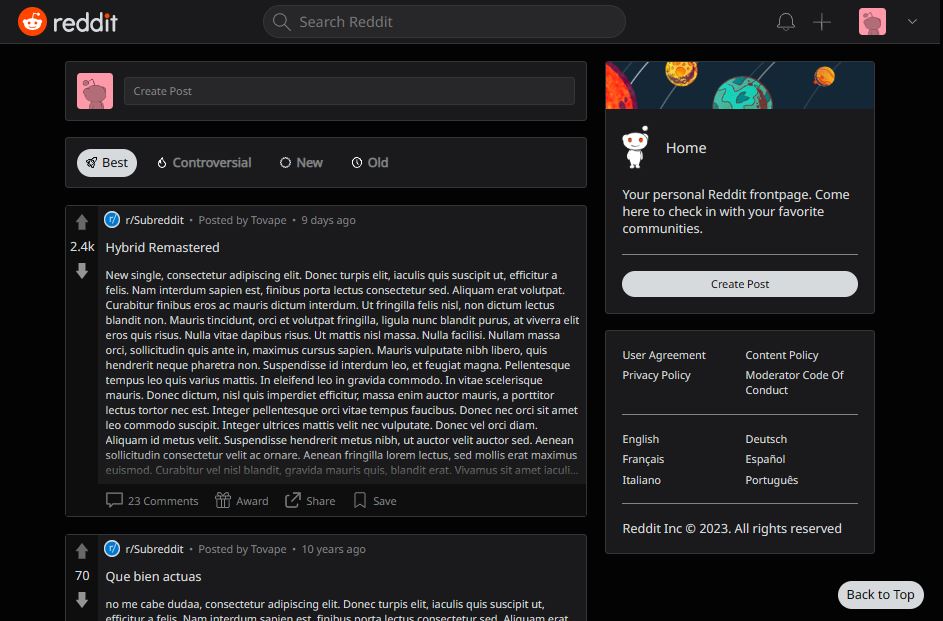 reddit
Search Reddit
Create Post
Best
Controversial
New
Old
r/Subreddit • Posted by Tovape • 9 days ago
2.4k
Hybrid Remastered
New single, consectetur adipiscing elit. Donec turpis elit, iaculis quis suscipit ut, efficitur a
felis. Nam interdum sapien est, finibus porta lectus consectetur sed. Aliquam erat volutpat.
Curabitur finibus eros ac mauris dictum interdum. Ut fringilla felis nisl, non dictum lectus
blandit non. Mauris tincidunt, orci et volutpat fringilla, ligula nunc blandit purus, at viverra elit
eros quis risus. Nulla vitae dapibus risus. Ut mattis nisl massa. Nulla facilisi. Nullam massa
orci, sollicitudin quis ante in, maximus cursus sapien. Mauris vulputate nibh libero, quis
hendrerit neque pharetra non. Suspendisse id interdum leo, et feugiat magna. Pellentesque
tempus leo quis varius mattis. In eleifend leo in gravida commodo. In vitae scelerisque
mauris. Donec dictum, nisl quis imperdiet efficitur, massa enim auctor mauris, a porttitor
lectus tortor nec est. Integer pellentesque orci vitae tempus faucibus. Donec nec orci sit amet
leo commodo suscipit. Integer ultrices mattis velit nec vulputate. Donec vel orci diam.
Aliquam id metus velit. Suspendisse hendrerit metus nibh, ut auctor velit auctor sed. Aenean
sollicitudin consectetur velit ac ornare. Aenean fringilla lorem lectus, sed mollis erat maximus
euismod. Curabitur vel nisl blandit, gravida mauris quis, blandit erat. Vivamus sit amet iaculi...
23 Comments
Award
Share
Save
r/Subreddit • Posted by Tovape • 10 years ago
70
Que bien actuas
no me cabe dudaa, consectetur adipiscing elit. Donec turpis elit, iaculis quis suscipit ut,
efficitur a felis. Nam interdum sapien est, finibus porta lectus consectetur sed. Aliquam erat
Home
Your personal Reddit frontpage. Come
here to check in with your favorite
communities.
Create Post
User Agreement
Content Policy
Privacy Policy
Moderator Code Of
Conduct
English
Deutsch
Français
Español
Italiano
Português
Reddit Inc © 2023. All rights reserved
Back to Top